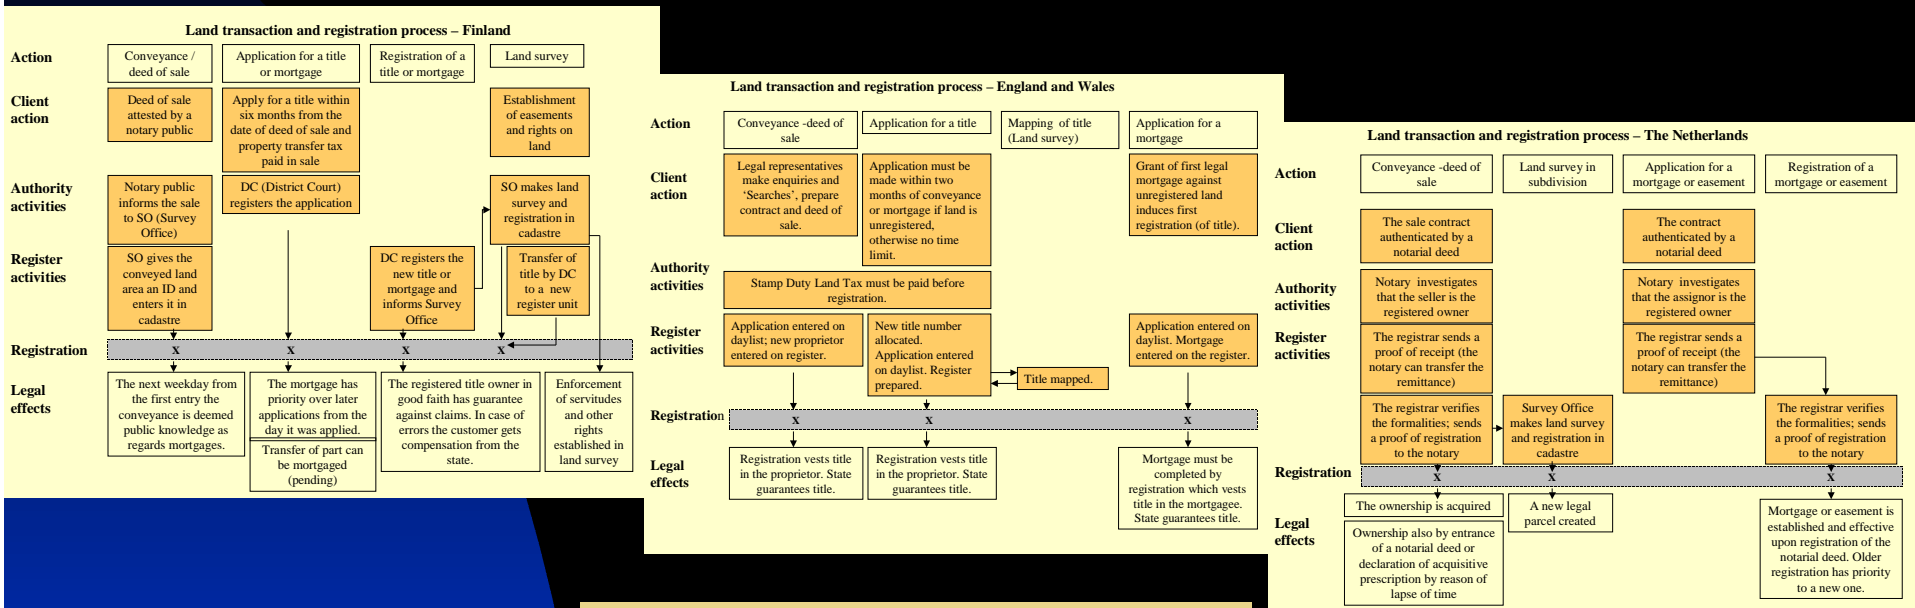 Land transaction and registration process – Finland
Action
Conveyance /
deed of sale
Application for a title
or mortgage
Registration of a
title or mortgage
Land survey
Client
action
Deed of sale
attested by a
notary public
Apply for a title within
six months from the
date of deed of sale and
property transfer tax
paid in sale
Establishment
of easements
and rights on
land
Authority
activities
Notary public
informs the sale
to SO (Survey
Office)
DC (District Court)
registers the application
SO makes land
survey and
registration in
cadastre
Register
activities
SO gives the
conveyed land
area an ID and
enters it in
cadastre
DC registers the
new title or
mortgage and
informs Survey
Office
Transfer of
title by DC
to a new
register unit
Registration
x
x
x
x
Legal
effects
The next weekday from
the first entry the
conveyance is deemed
public knowledge as
regards mortgages.
The mortgage has
priority over later
applications from the
day it was applied.
Transfer of part can
be mortgaged
(pending)
The registered title owner in
good faith has guarantee
against claims. In case of
errors the customer gets
compensation from the
state.
Enforcement
of servitudes
and other
rights
established in
land survey
Land transaction and registration process – England and Wales
Action
Conveyance -deed of
sale
Application for a title
Mapping of title
(Land survey)
Application for a
mortgage
Client
action
Legal representatives
make enquiries and
‘Searches’, prepare
contract and deed of
sale.
Application must be
made within two
months of conveyance
or mortgage if land is
unregistered,
otherwise no time
limit.
Grant of first legal
mortgage against
unregistered land
induces first
registration (of title).
Authority
activities
Stamp Duty Land Tax must be paid before
registration.
Register
activities
Application entered on
daylist; new proprietor
entered on register.
New title number
allocated.
Application entered
on daylist. Register
prepared.
Title mapped.
Application entered on
daylist. Mortgage
entered on the register.
Registration
x
x
x
Legal
effects
Registration vests title
in the proprietor. State
guarantees title.
Registration vests title
in the proprietor. State
guarantees title.
Mortgage must be
completed by
registration which vests
title in the mortgagee.
State guarantees title.
Land transaction and registration process – The Netherlands
Action
Conveyance -deed of
sale
Land survey in
subdivision
Application for a
mortgage or easement
Registration of a
mortgage or easement
Client
action
The sale contract
authenticated by a
notarial deed
The contract
authenticated by a
notarial deed
Authority
activities
Notary investigates
that the seller is the
registered owner
Notary investigates
that the assignor is the
registered owner
Register
activities
The registrar sends a
proof of receipt (the
notary can transfer the
remittance)
The registrar sends a
proof of receipt (the
notary can transfer the
remittance)
The registrar verifies
the formalities; sends
a proof of registration
to the notary
Survey Office
makes land survey
and registration in
cadastre
The registrar verifies
the formalities; sends
a proof of registration
to the notary
Registration
x
x
x
Legal
effects
The ownership is acquired
Ownership also by entrance
of a notarial deed or
declaration of acquisitive
prescription by reason of
lapse of time
A new legal
parcel created
Mortgage or easement is
established and effective
upon registration of the
notarial deed. Older
registration has priority
to a new one.